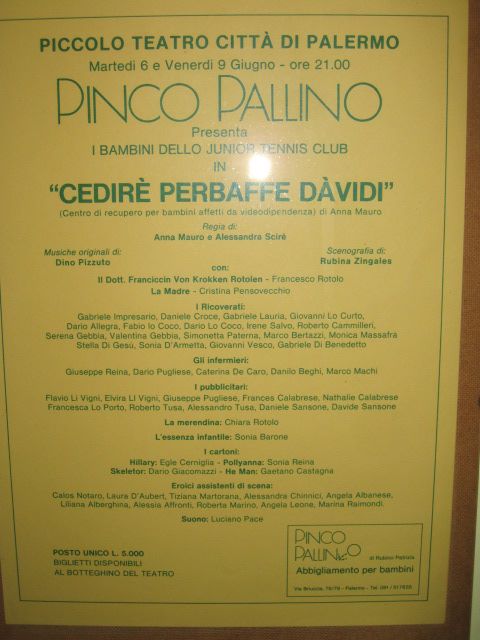 PICCOLO TEATRO CITTÀ DI PALERMO
Martedì 6 e Venerdì 9 Giugno - ore 21.00
PINCO PALLINO
Presenta
I BAMBINI DELLO JUNIOR TENNIS CLUB
IN
"CEDIRÈ PERBAFFE DÀVIDI"
(Centro di recupero per bambini affetti da videodipendenza) di Anna Mauro
Regia di:
Anna Mauro e Alessandra Scirè
Musiche originali di:
Dino Pizzuto
Scenografia di:
Rubina Zingales
con:
Il Dott. Franciccin Von Krokken Rotolen - Francesco Rotolo
La Madre - Cristina Pensovecchio
I Ricoverati:
Gabriele Impresario, Daniele Croce, Gabriele Lauria, Giovanni Lo Curto,
Dario Allegra, Fabio lo Coco, Dario Lo Coco, Irene Salvo, Roberto Cammilleri,
Serena Gebbia, Valentina Gebbia, Simonetta Paterna, Marco Bertazzi, Monica Massafra
Stella Di Gesú, Sonia D'Armetta, Giovanni Vesco, Gabriele Di Benedetto
Gli infermieri:
Giuseppe Reina, Dario Pugliese, Caterina De Caro, Danilo Beghi, Marco Machi
I pubblicitari:
Flavio Li Vigni, Elvira LI Vigni, Giuseppe Pugliese, Frances Calabrese, Nathalie Calabrese
Francesca Lo Porto, Roberto Tusa, Alessandro Tusa, Daniele Sansone, Davide Sansone
La merendina: Chiara Rotolo
L'essenza infantile: Sonia Barone
I cartoni:
Hillary: Egle Cerniglia - Pollyanna: Sonia Reina
Skeletor: Dario Giacomazzi - He Man: Gaetano Castagna
Eroici assistenti di scena:
Calos Notaro, Laura D'Aubert, Tiziana Martorana, Alessandra Chinnici, Angela Albanese,
Liliana Alberghina, Alessia Affronti, Roberta Marino, Angela Leone, Marina Raimondi.
Suono: Luciano Pace
POSTO UNICO L. 5.000
BIGLIETTI DISPONIBILI
AL BOTTEGHINO DEL TEATRO
PINCO
PALLINO
di Rubino Patrizia
Abbigliamento per bambini
Palermo - Tel. 091